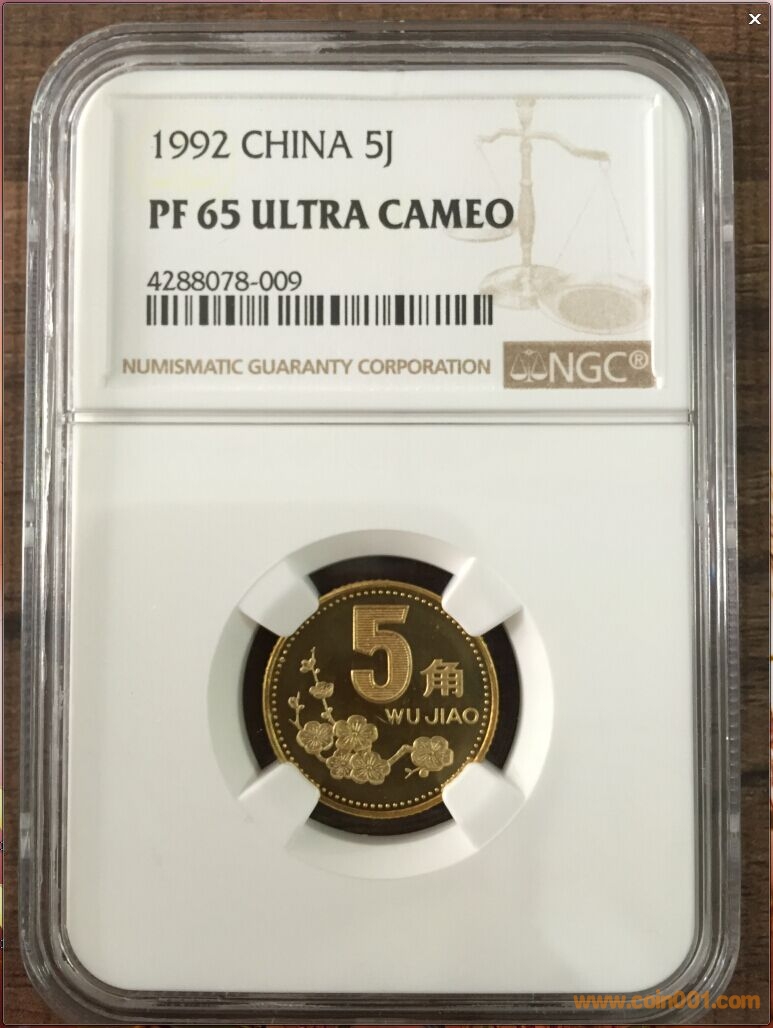 1992 CHINA 5J
PF 65 ULTRA CAMEO
4288078-009
NUMISMATIC GUARANTY CORPORATION NGC®
5角
WU JIAO
www.coin001.com